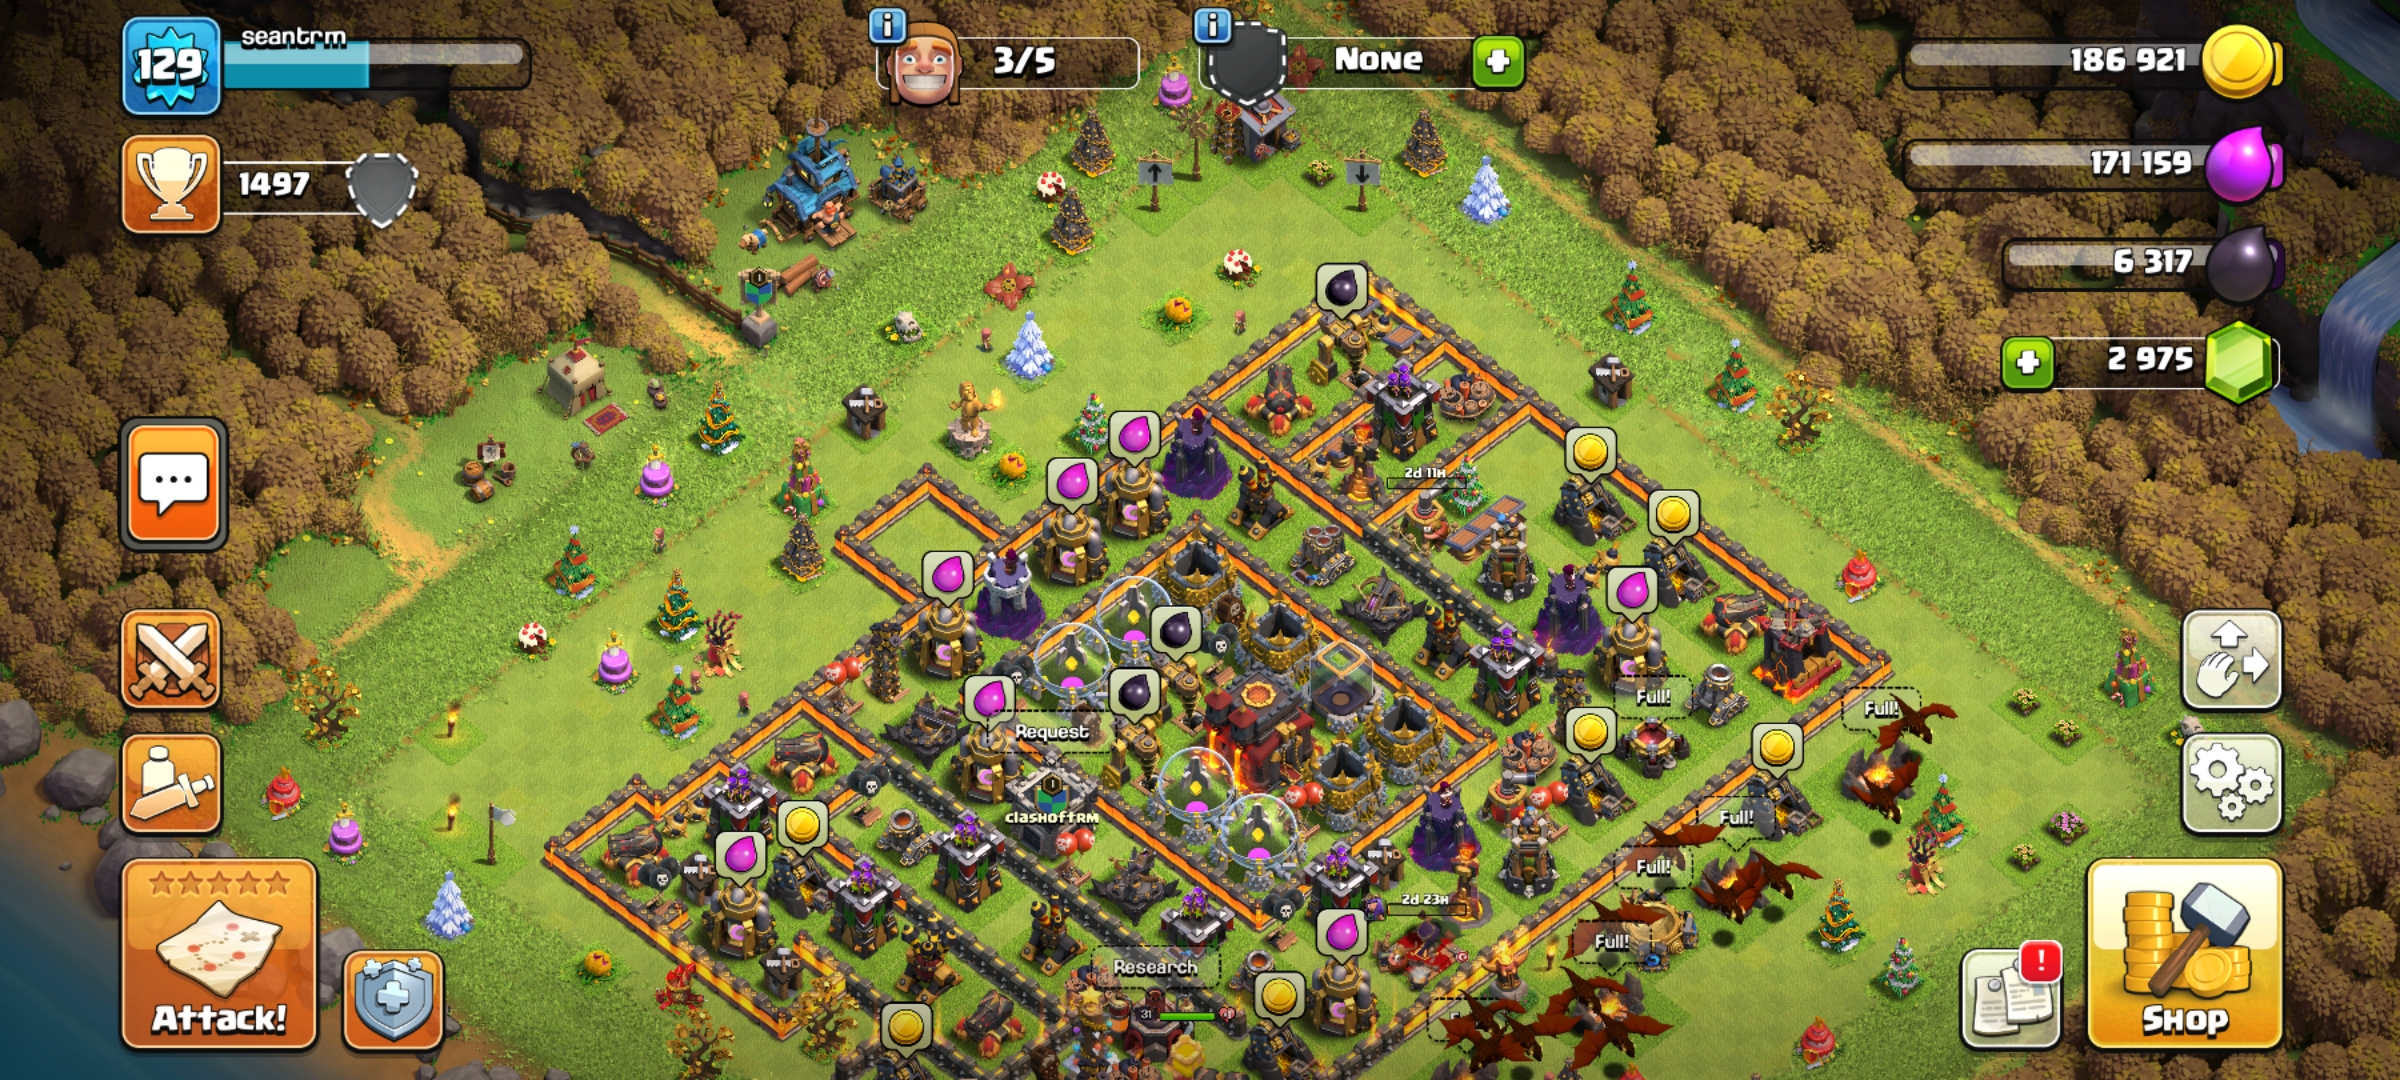 129
seantrm
i
3/5
i
None
186 921
1497
171 159
6 317
2 975
2d 11H
Full!
Full!
Request
clashoftrm
Full!
Full!
2d 23H
Full!
Research
31
!
Attack!
Shop